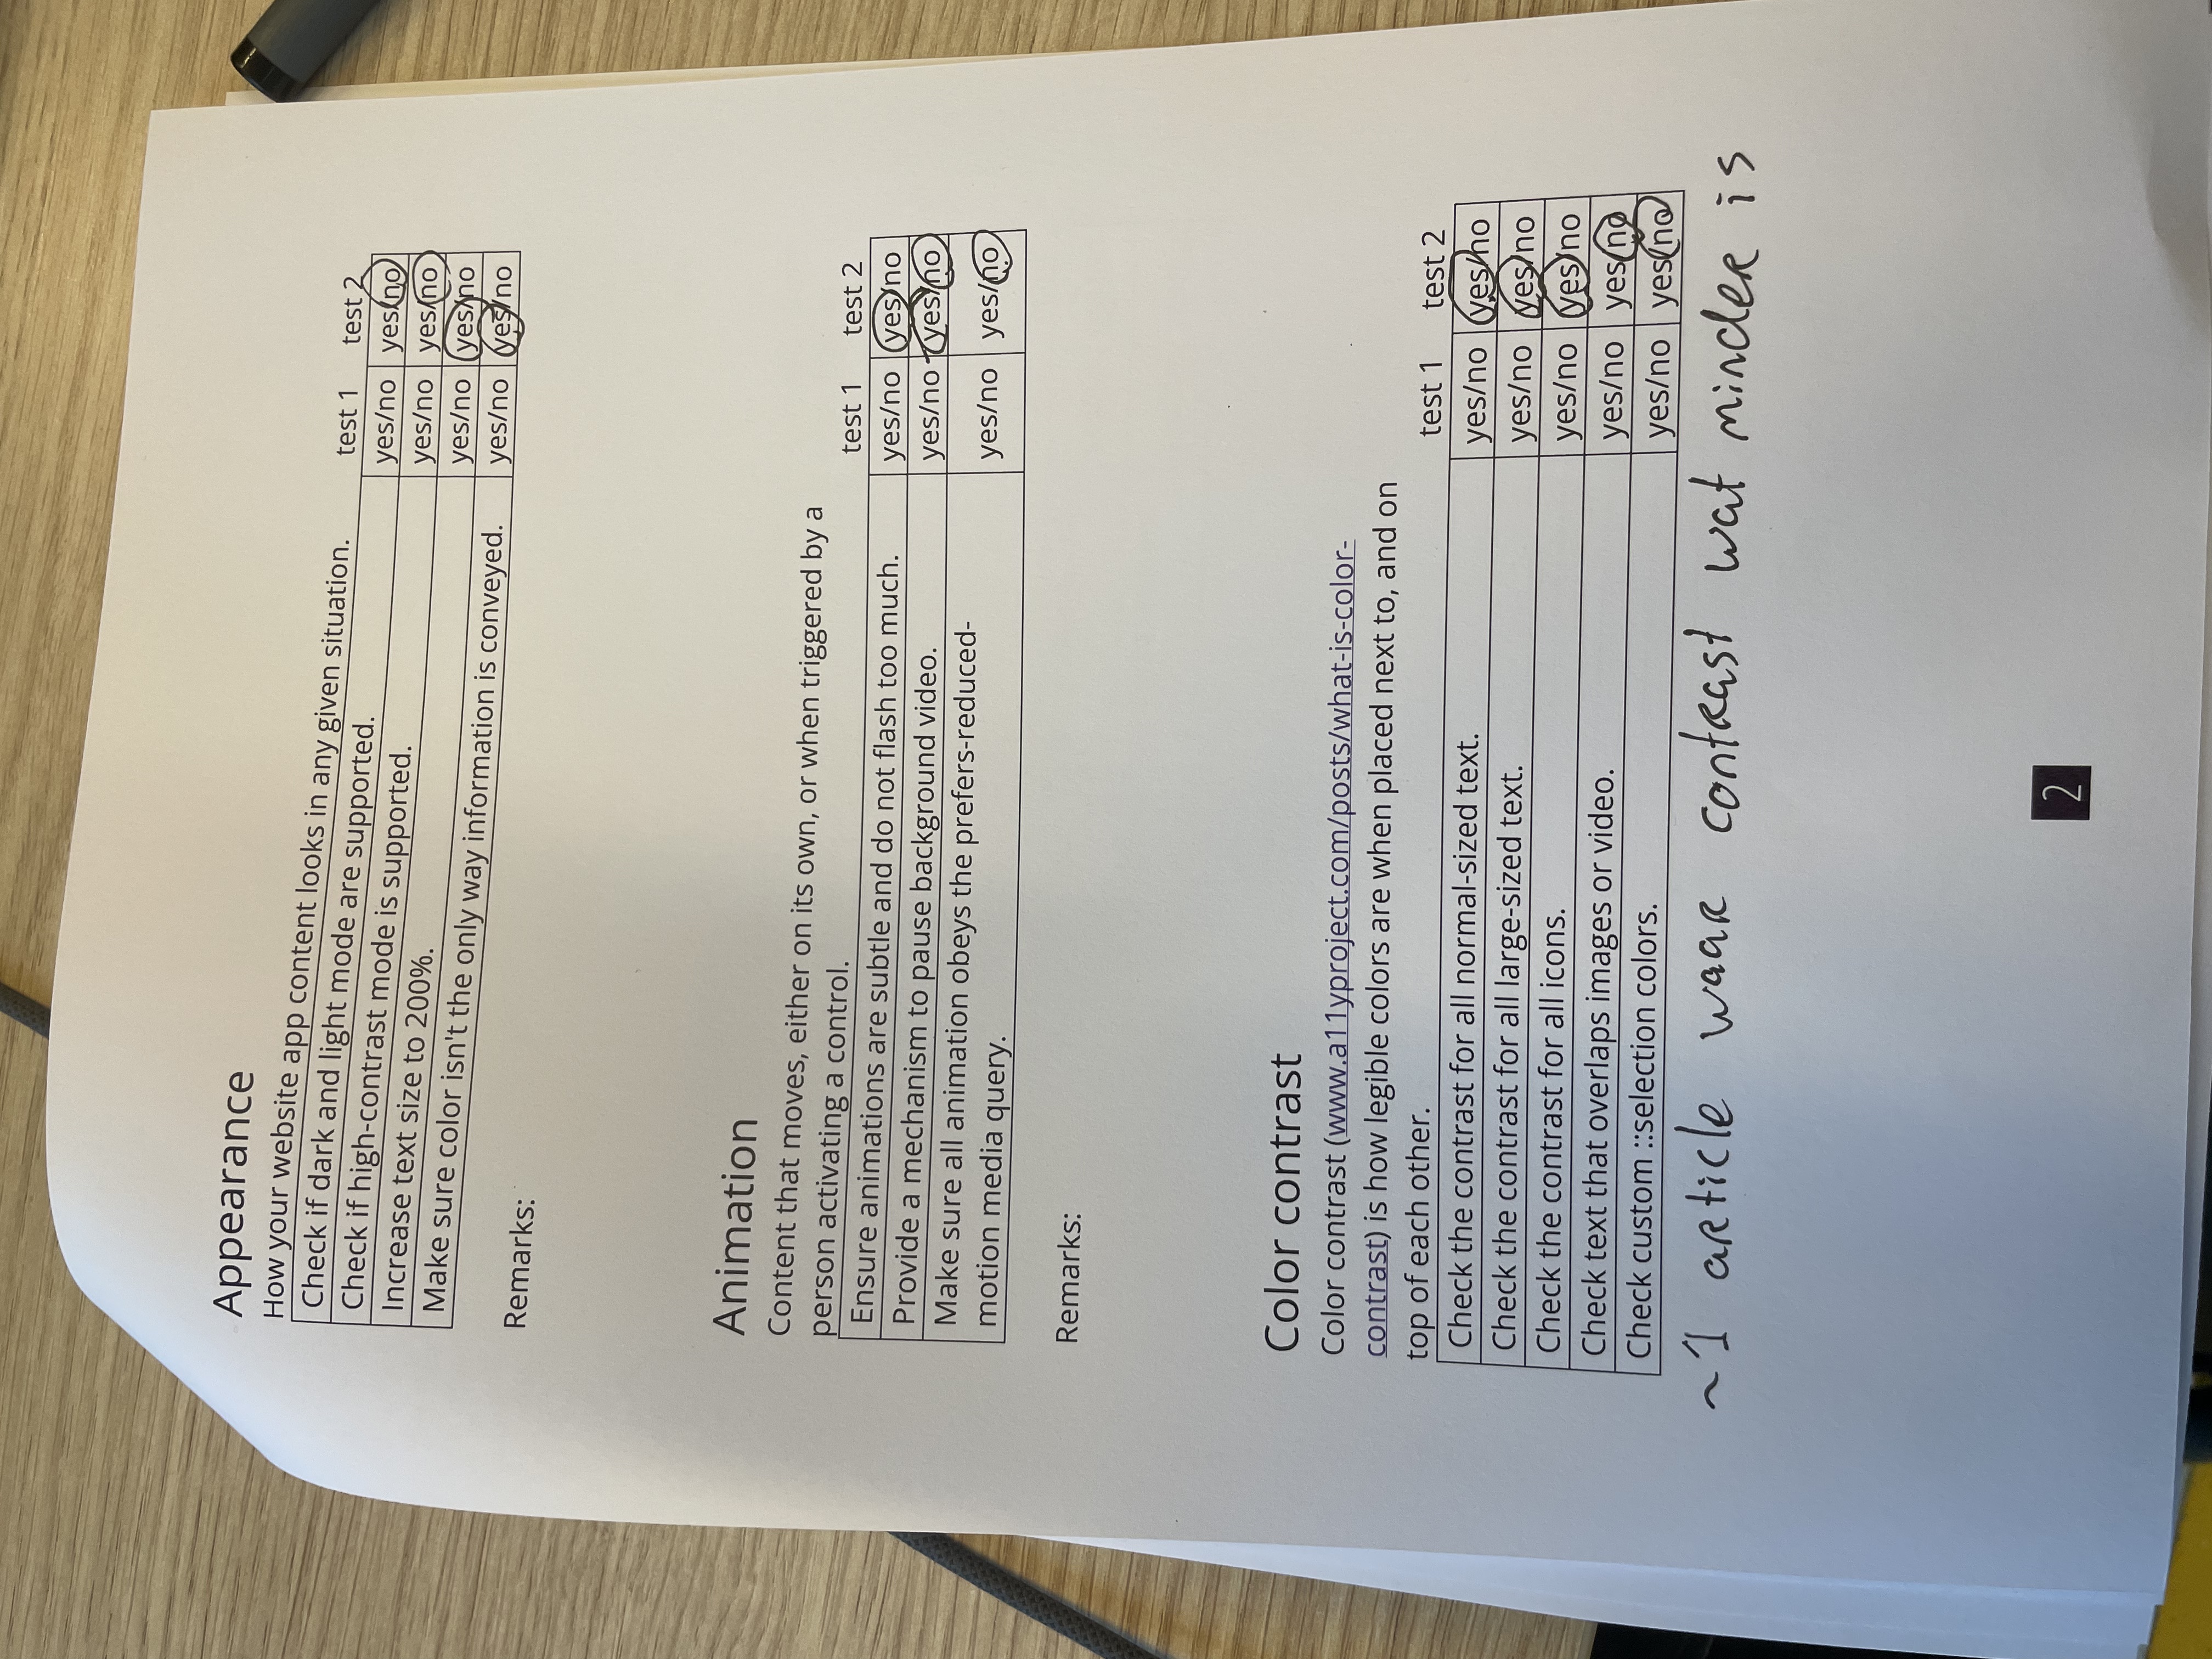 Appearance
How your website app content looks in any given situation.
test 1 test 2
Check if dark and light mode are supported. yes/no yes/no
Check if high-contrast mode is supported. yes/no yes/no
Increase text size to 200%. yes/no yes/no
Make sure color isn't the only way information is conveyed. yes/no yes/no
Remarks:
Animation
Content that moves, either on its own, or when triggered by a
person activating a control.
test 1 test 2
Ensure animations are subtle and do not flash too much. yes/no yes/no
Provide a mechanism to pause background video. yes/no yes/no
Make sure all animation obeys the prefers-reduced-
motion media query. yes/no yes/no
Remarks:
Color contrast
Color contrast (www.a11yproject.com/posts/what-is-color-
contrast) is how legible colors are when placed next to, and on
top of each other.
test 1 test 2
Check the contrast for all normal-sized text. yes/no yes/no
Check the contrast for all large-sized text. yes/no yes/no
Check the contrast for all icons. yes/no yes/no
Check text that overlaps images or video. yes/no yes/no
Check custom ::selection colors. yes/no yes/no
~1 article waar contrast wat minder is
2